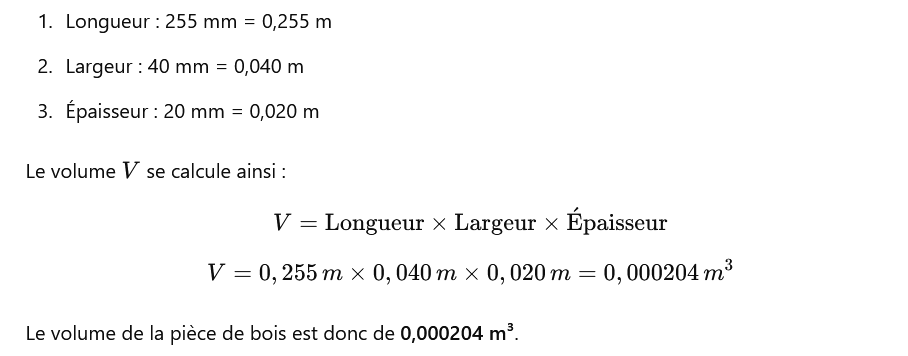 1. Longueur : 255 mm = 0,255 m
2. Largeur : 40 mm = 0,040 m
3. Épaisseur : 20 mm = 0,020 m
Le volume V se calcule ainsi :
V = Longueur × Largeur × Épaisseur
V = 0, 255 m × 0, 040 m × 0, 020 m = 0, 000204 m³
Le volume de la pièce de bois est donc de 0,000204 m³.